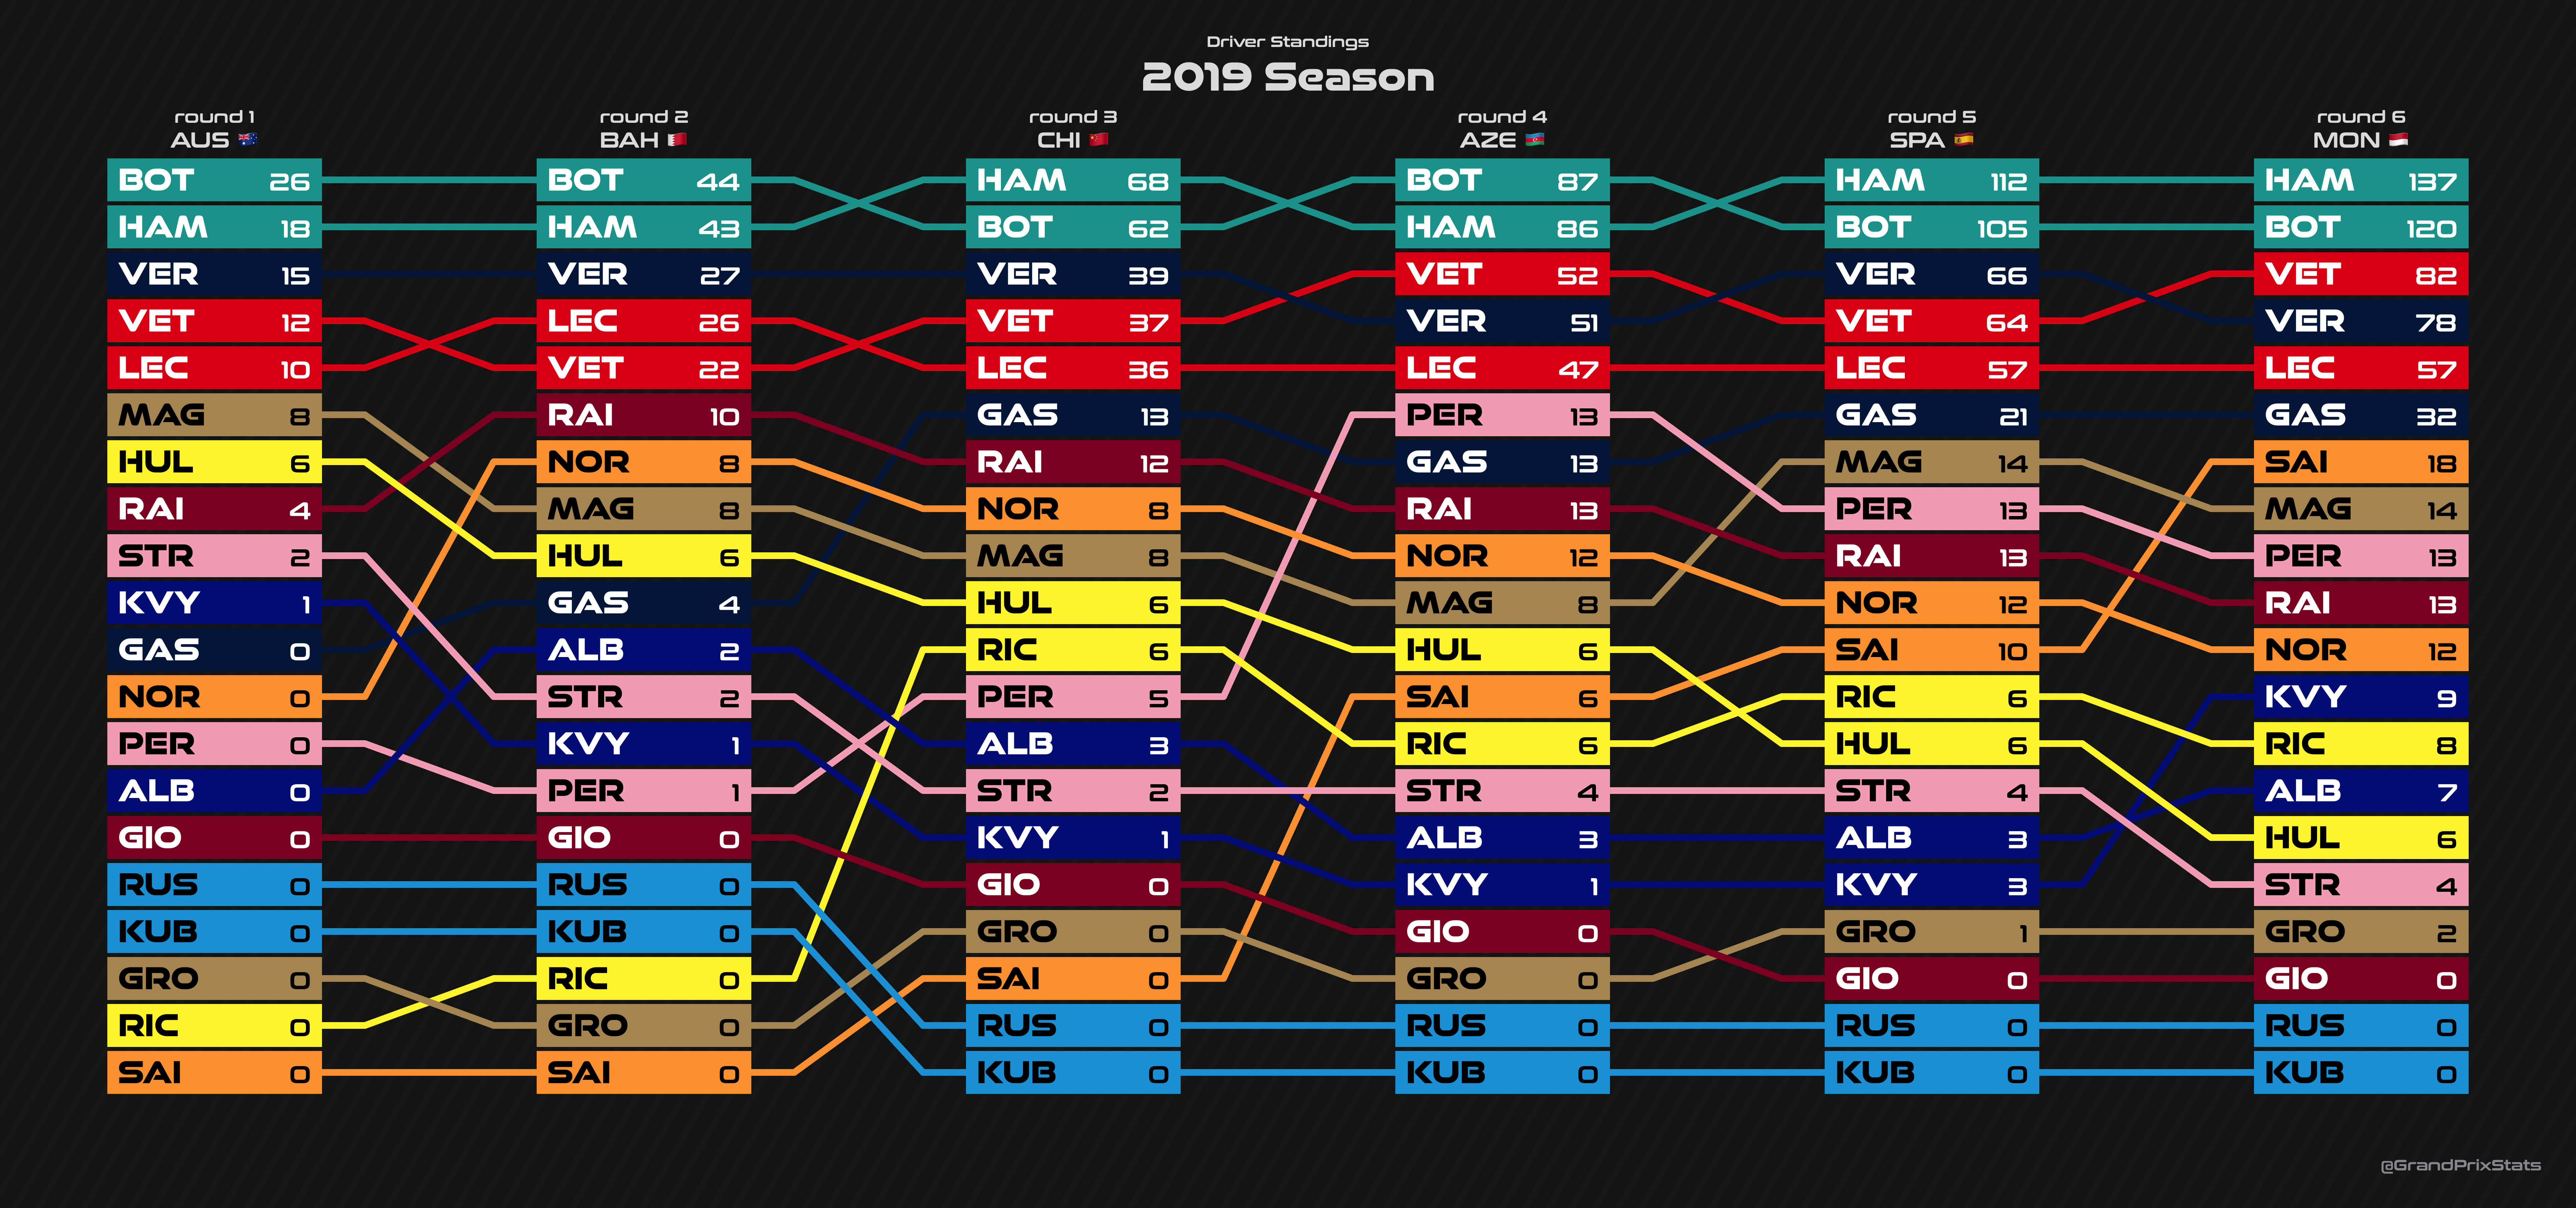 Driver Standings
2019 Season
round 1 round 2 round 3 round 4 round 5 round 6
AUS BAH CHI AZE SPA MON
BOT 26 BOT 44 HAM 68 BOT 87 HAM 112 HAM 137
HAM 18 HAM 43 BOT 62 HAM 86 BOT 105 BOT 120
VER 15 VER 27 VER 39 VET 52 VER 66 VET 82
VET 12 LEC 26 VET 37 VER 51 VET 64 VER 78
LEC 10 VET 22 LEC 36 LEC 47 LEC 57 LEC 57
MAG 8 RAI 10 GAS 13 PER 13 GAS 21 GAS 32
HUL 6 NOR 8 RAI 12 GAS 13 MAG 14 SAI 18
RAI 4 MAG 8 NOR 8 RAI 13 PER 13 MAG 14
STR 2 HUL 6 MAG 8 NOR 12 RAI 13 PER 13
KVY 1 GAS 4 HUL 6 MAG 8 NOR 12 RAI 13
GAS 0 ALB 2 RIC 6 HUL 6 SAI 10 NOR 12
NOR 0 STR 2 PER 5 SAI 6 RIC 6 KVY 9
PER 0 KVY 1 ALB 3 RIC 6 HUL 6 RIC 8
ALB 0 PER 1 STR 2 STR 4 STR 4 ALB 7
GIO 0 GIO 0 KVY 1 ALB 3 ALB 3 HUL 6
RUS 0 RUS 0 GIO 0 KVY 1 KVY 3 STR 4
KUB 0 KUB 0 GRO 0 GIO 0 GRO 1 GRO 2
GRO 0 RIC 0 SAI 0 GRO 0 GIO 0 GIO 0
RIC 0 GRO 0 RUS 0 RUS 0 RUS 0 RUS 0
SAI 0 SAI 0 KUB 0 KUB 0 KUB 0 KUB 0
@GrandPrixStats